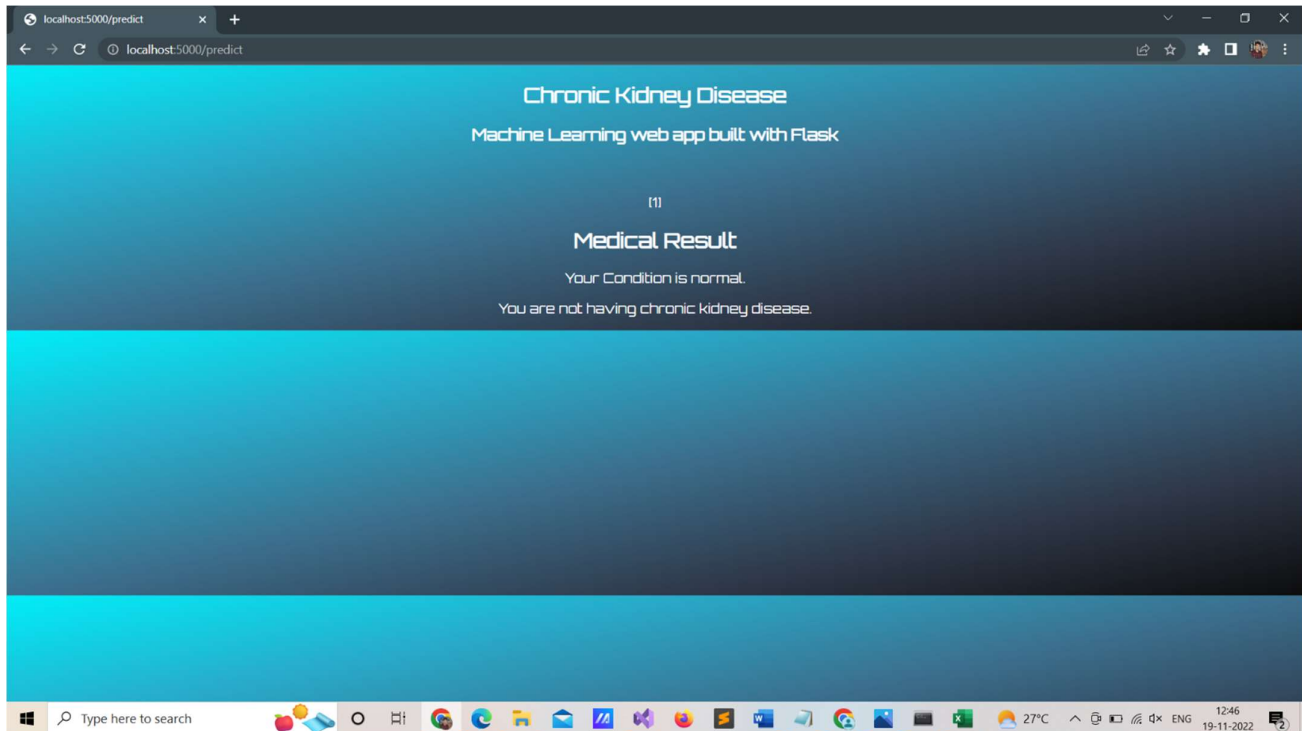 localhost:5000/predict
localhost:5000/predict
Chronic Kidney Disease
Machine Learning web app built with Flask
[1]
Medical Result
Your Condition is normal.
You are not having chronic kidney disease.
Type here to search
27°C
ENG
12:46
19-11-2022
2